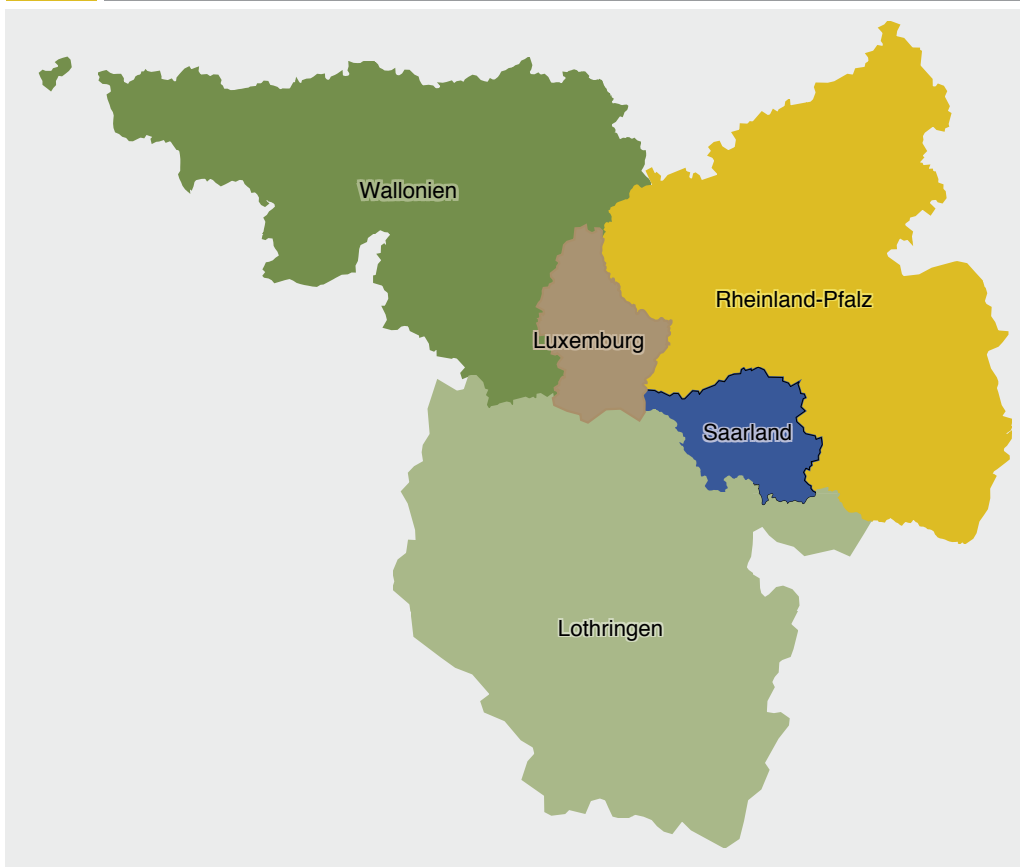 Wallonien
Rheinland-Pfalz
Luxemburg
Saarland
Lothringen